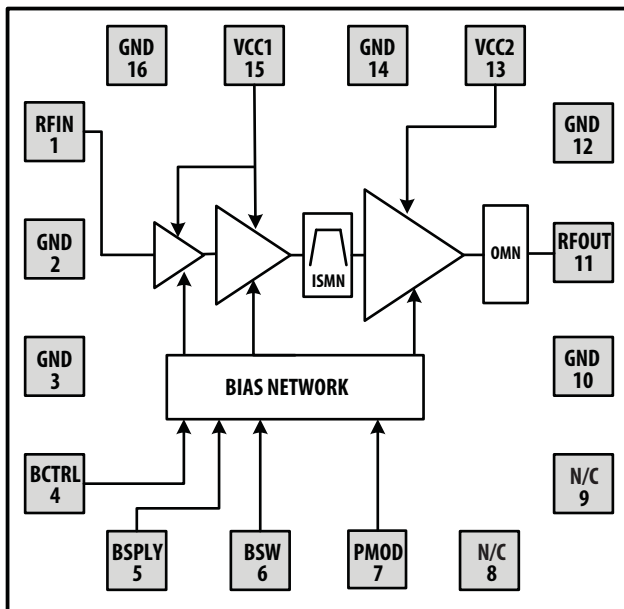 GND
16
VCC1
15
GND
14
VCC2
13
RFIN
1
GND
12
GND
2
ISMN
OMN
RFOUT
11
GND
3
BIAS NETWORK
GND
10
BCTRL
4
N/C
9
BSPLY
5
BSW
6
PMOD
7
N/C
8